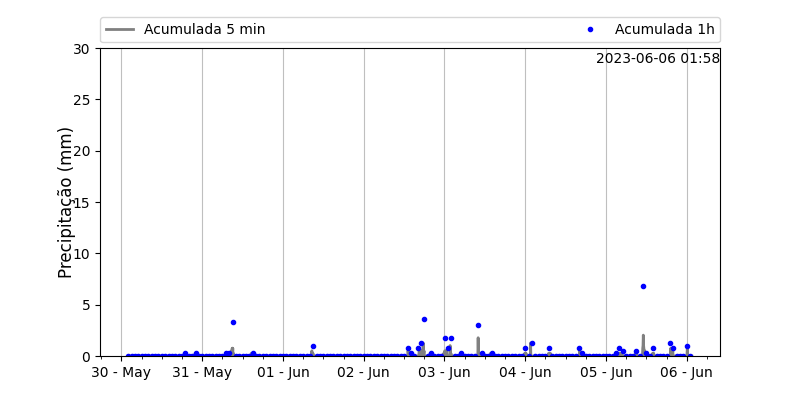 Acumulada 5 min
Acumulada 1h
2023-06-06 01:58
Precipitação (mm)
30
25
20
15
10
5
0
30 - May
31 - May
01 - Jun
02 - Jun
03 - Jun
04 - Jun
05 - Jun
06 - Jun